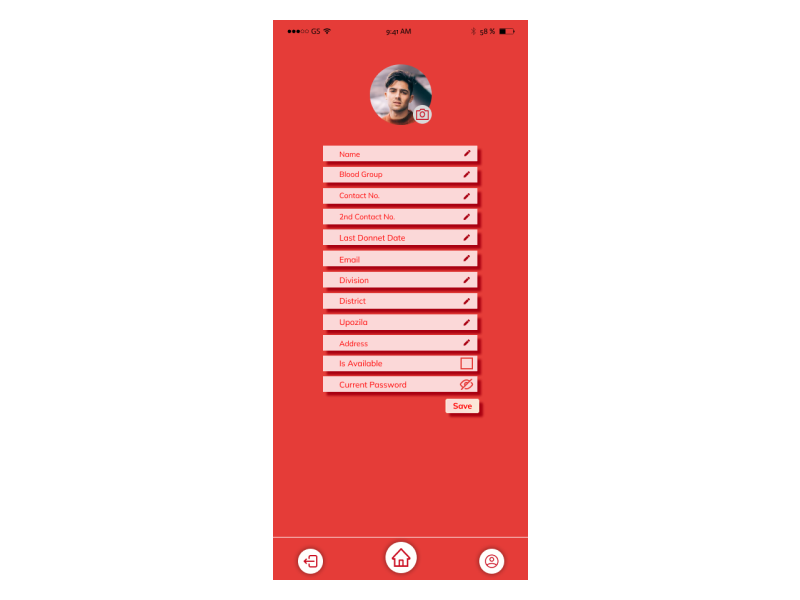 GS 9:41 AM 58 %
Name
Blood Group
Contact No.
2nd Contact No.
Last Donnet Date
Email
Division
District
Upozila
Address
Is Available
Current Password
Save